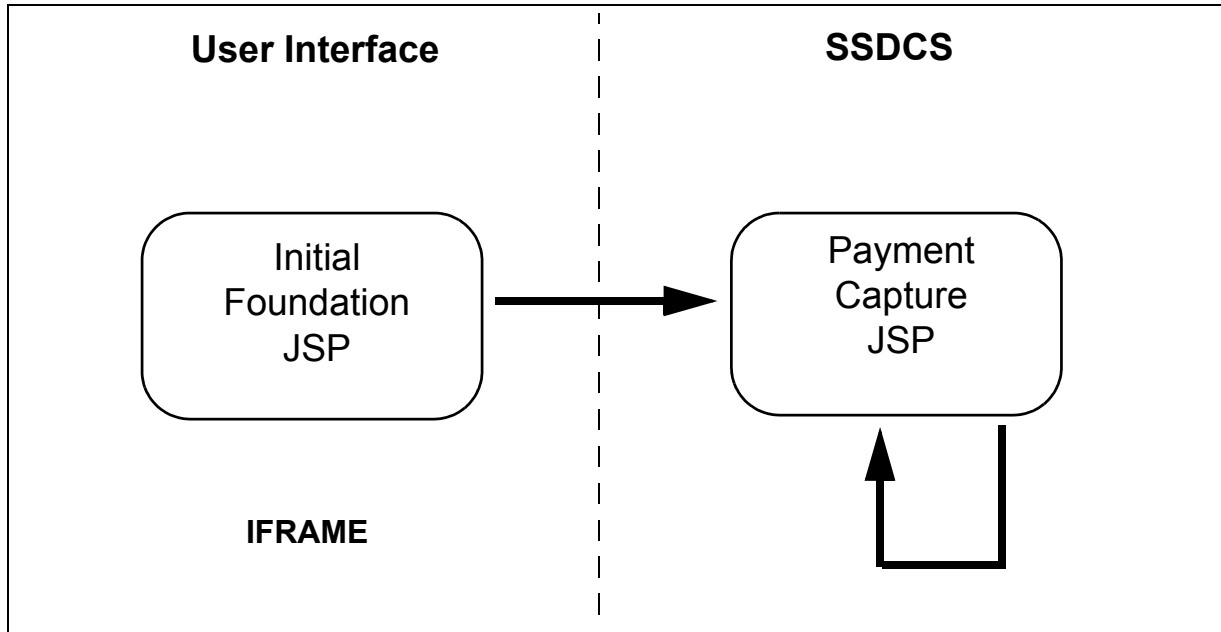 User Interface
SSDCS
Initial
Foundation
JSP
Payment
Capture
JSP
IFRAME